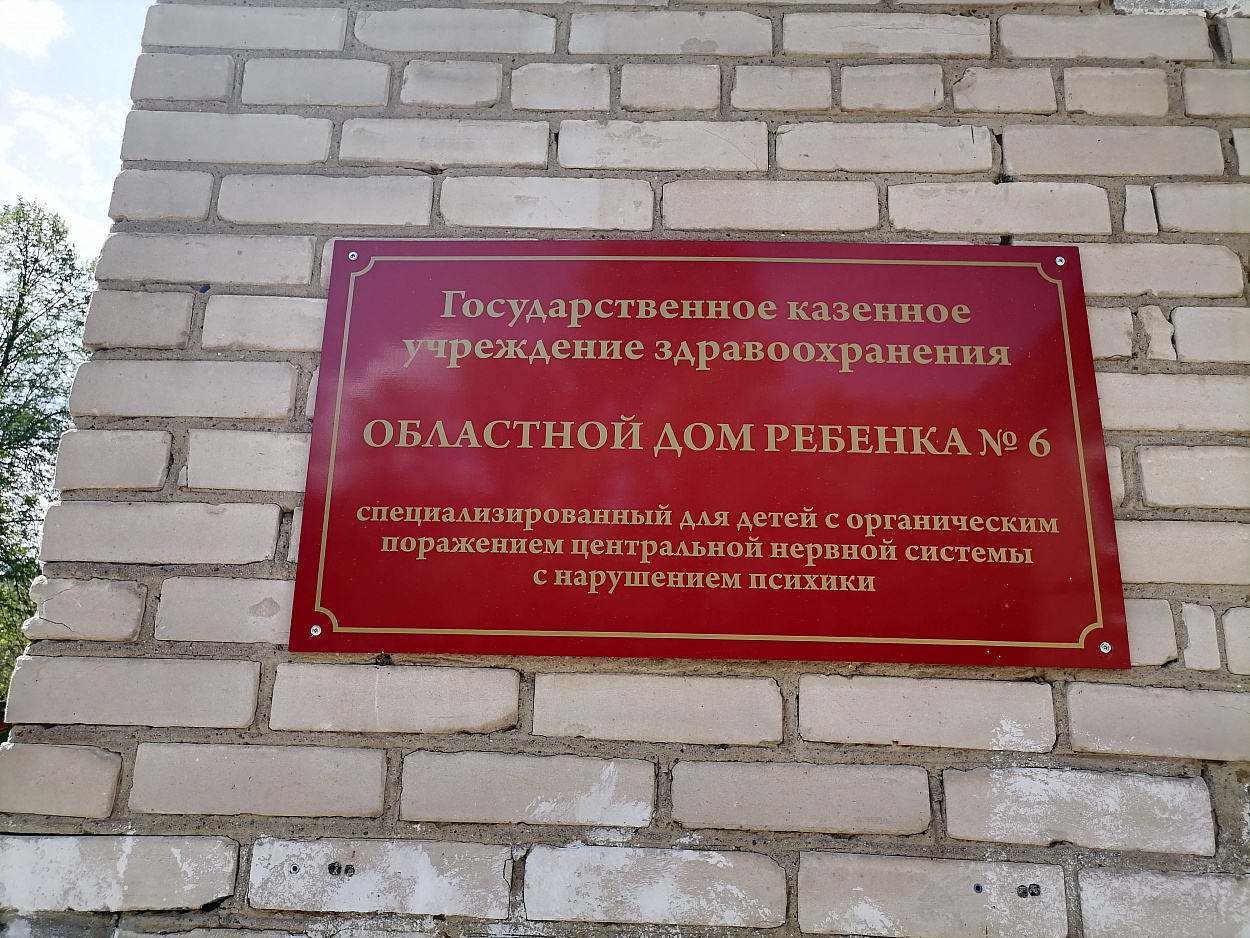 Государственное казенное
учреждение здравоохранения
ОБЛАСТНОЙ ДОМ РЕБЕНКА № 6
специализированный для детей с органическим
поражением центральной нервной системы
с нарушением психики